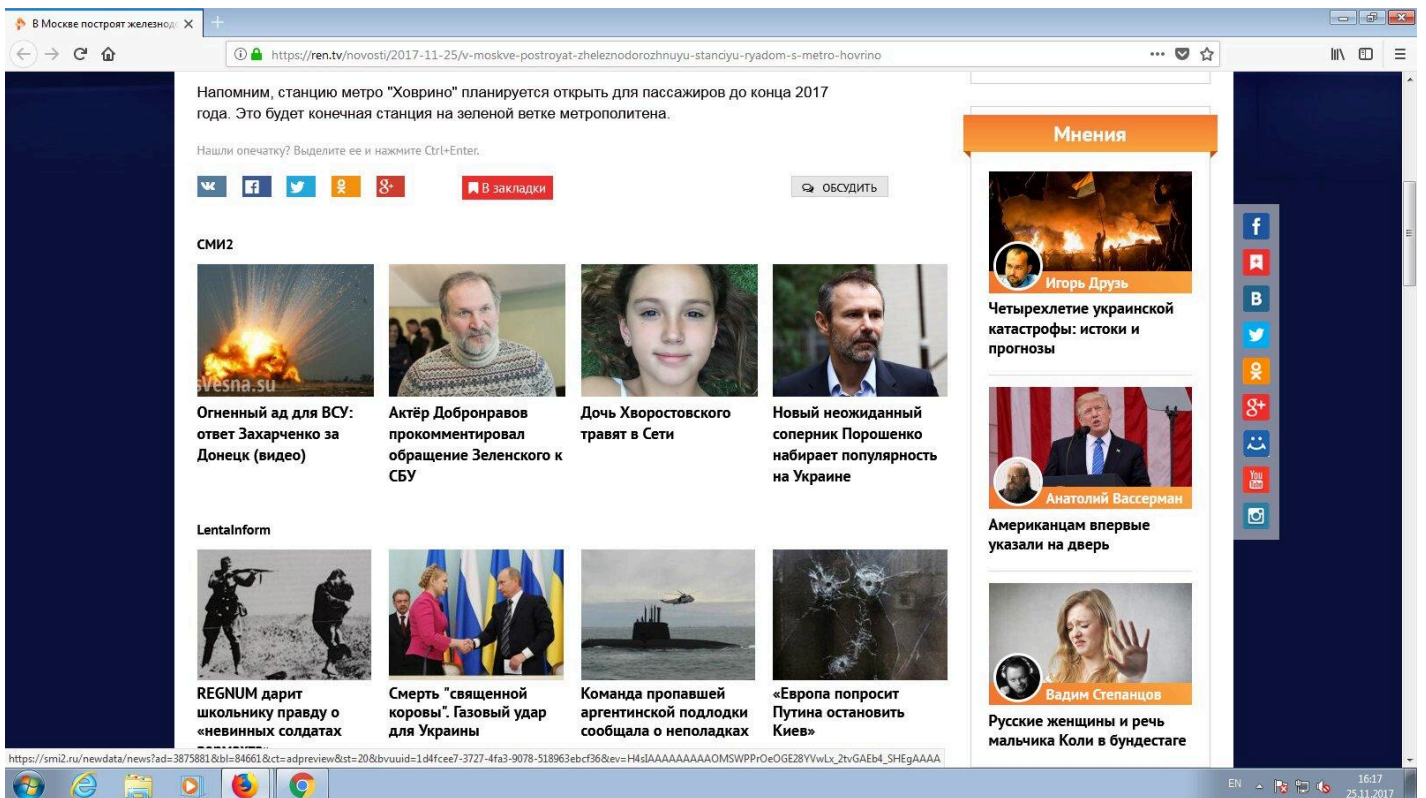 В Москве построят железнод
https://ren.tv/novosti/2017-11-25/v-moskve-postroyat-zheleznodorozhnuyu-stanciyu-ryadom-s-metro-hovrino
Напомним, станцию метро "Ховрино" планируется открыть для пассажиров до конца 2017
года. Это будет конечная станция на зеленой ветке метрополитена.
Нашли опечатку? Выделите ее и нажмите Ctrl+Enter.
В закладки
ОБСУДИТЬ
СМИ2
sVesna.su
Огненный ад для ВСУ:
ответ Захарченко за
Донецк (видео)
Актёр Добронравов
прокомментировал
обращение Зеленского к
СБУ
Дочь Хворостовского
травят в Сети
Новый неожиданный
соперник Порошенко
набирает популярность
на Украине
LentaInform
REGNUM дарит
школьнику правду о
«невинных солдатах
Смерть "священной
коровы". Газовый удар
для Украины
Команда пропавшей
аргентинской подлодки
сообщала о неполадках
«Европа попросит
Путина остановить
Киев»
Мнения
Игорь Друзь
Четырехлетие украинской
катастрофы: истоки и
прогнозы
Анатолий Вассерман
Американцам впервые
указали на дверь
Вадим Степанцов
Русские женщины и речь
мальчика Коли в бундестаге
8+
B
8+
You
Tube
https://smi2.ru/newdata/news?ad=3875881&bl=84661&ct=adpreview&st=20&bvuuid=1d4fcee7-3727-4fa3-9078-518963ebcf36&ev=H4sIAAAAAAAAAOMSWPPrOeOGE28YVwLx_2tvGAEb4_SHEgAAAA
EN
16:17
25.11.2017